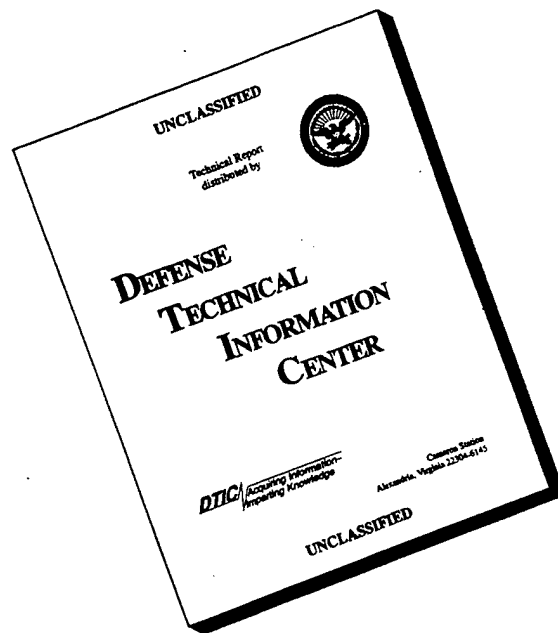 UNCLASSIFIED
Technical Report
distributed by
DEFENSE
TECHNICAL
INFORMATION
CENTER
DTIC Acquiring Information–
Imparting Knowledge
Cameron Station
Alexandria, Virginia 22304-6145
UNCLASSIFIED